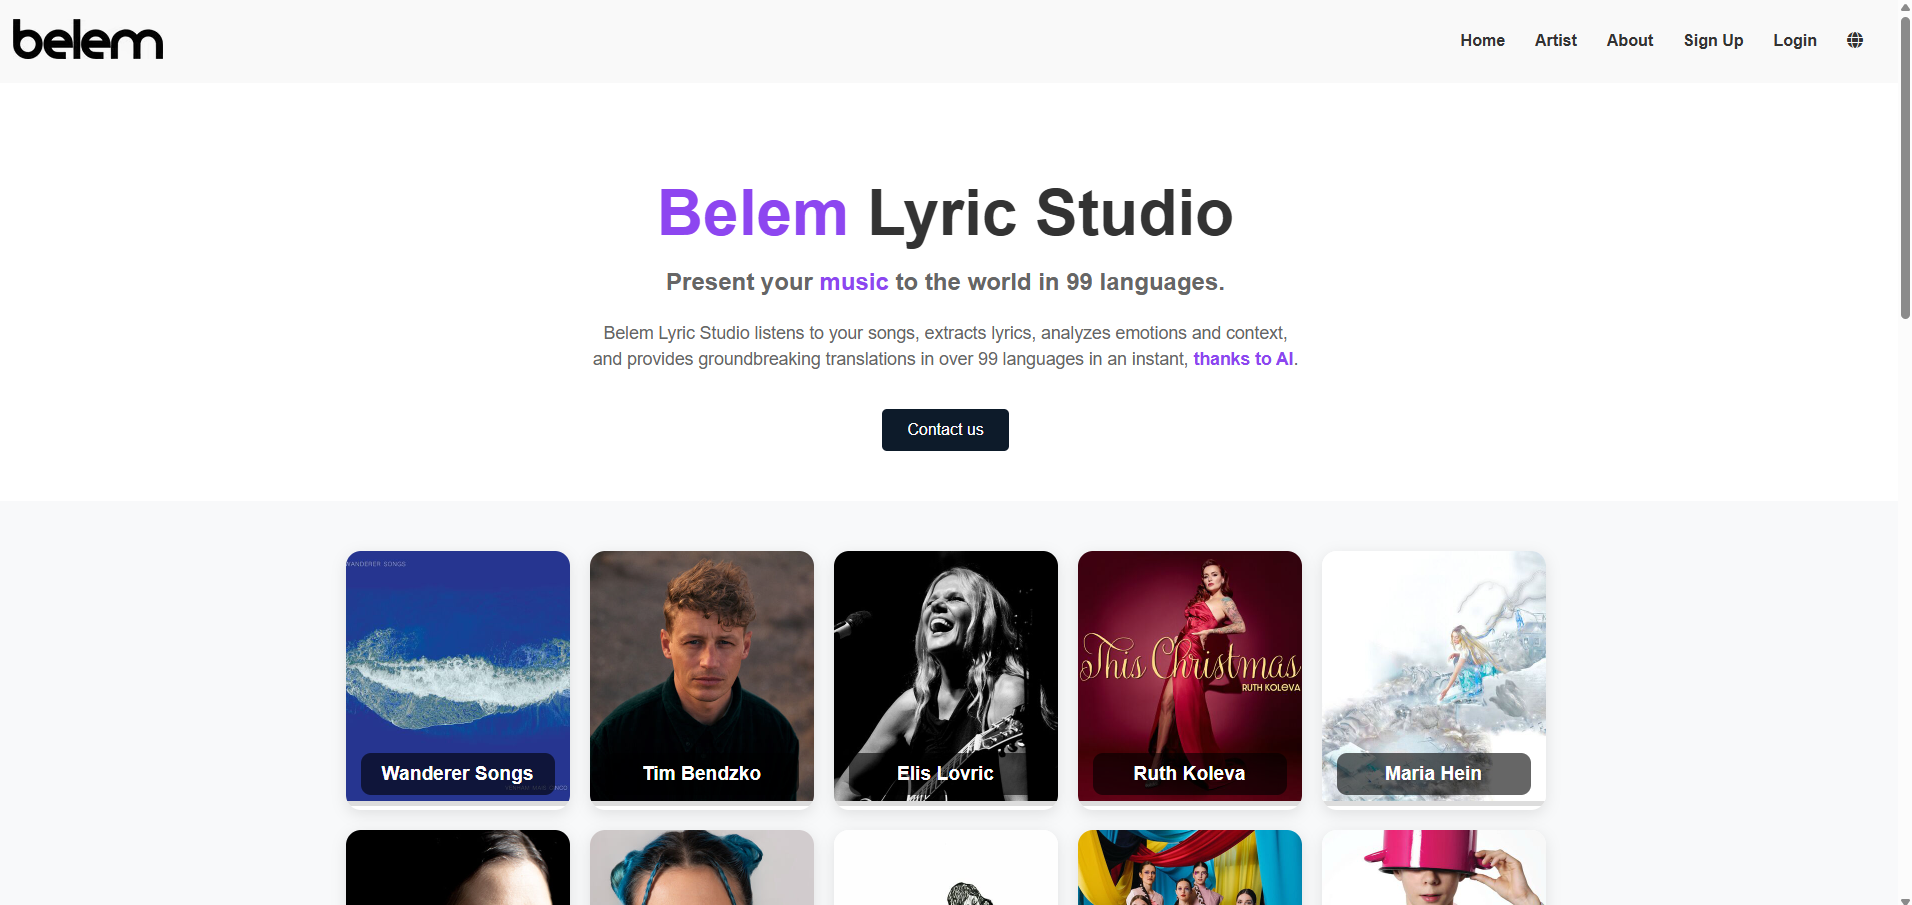 belem
Home Artist About Sign Up Login
Belem Lyric Studio
Present your music to the world in 99 languages.
Belem Lyric Studio listens to your songs, extracts lyrics, analyzes emotions and context,
and provides groundbreaking translations in over 99 languages in an instant, thanks to AI.
Contact us
WANDERER SONGS
Wanderer Songs
Tim Bendzko
Elis Lovric
This Christmas
RUTH KOLEVA
Ruth Koleva
Maria Hein